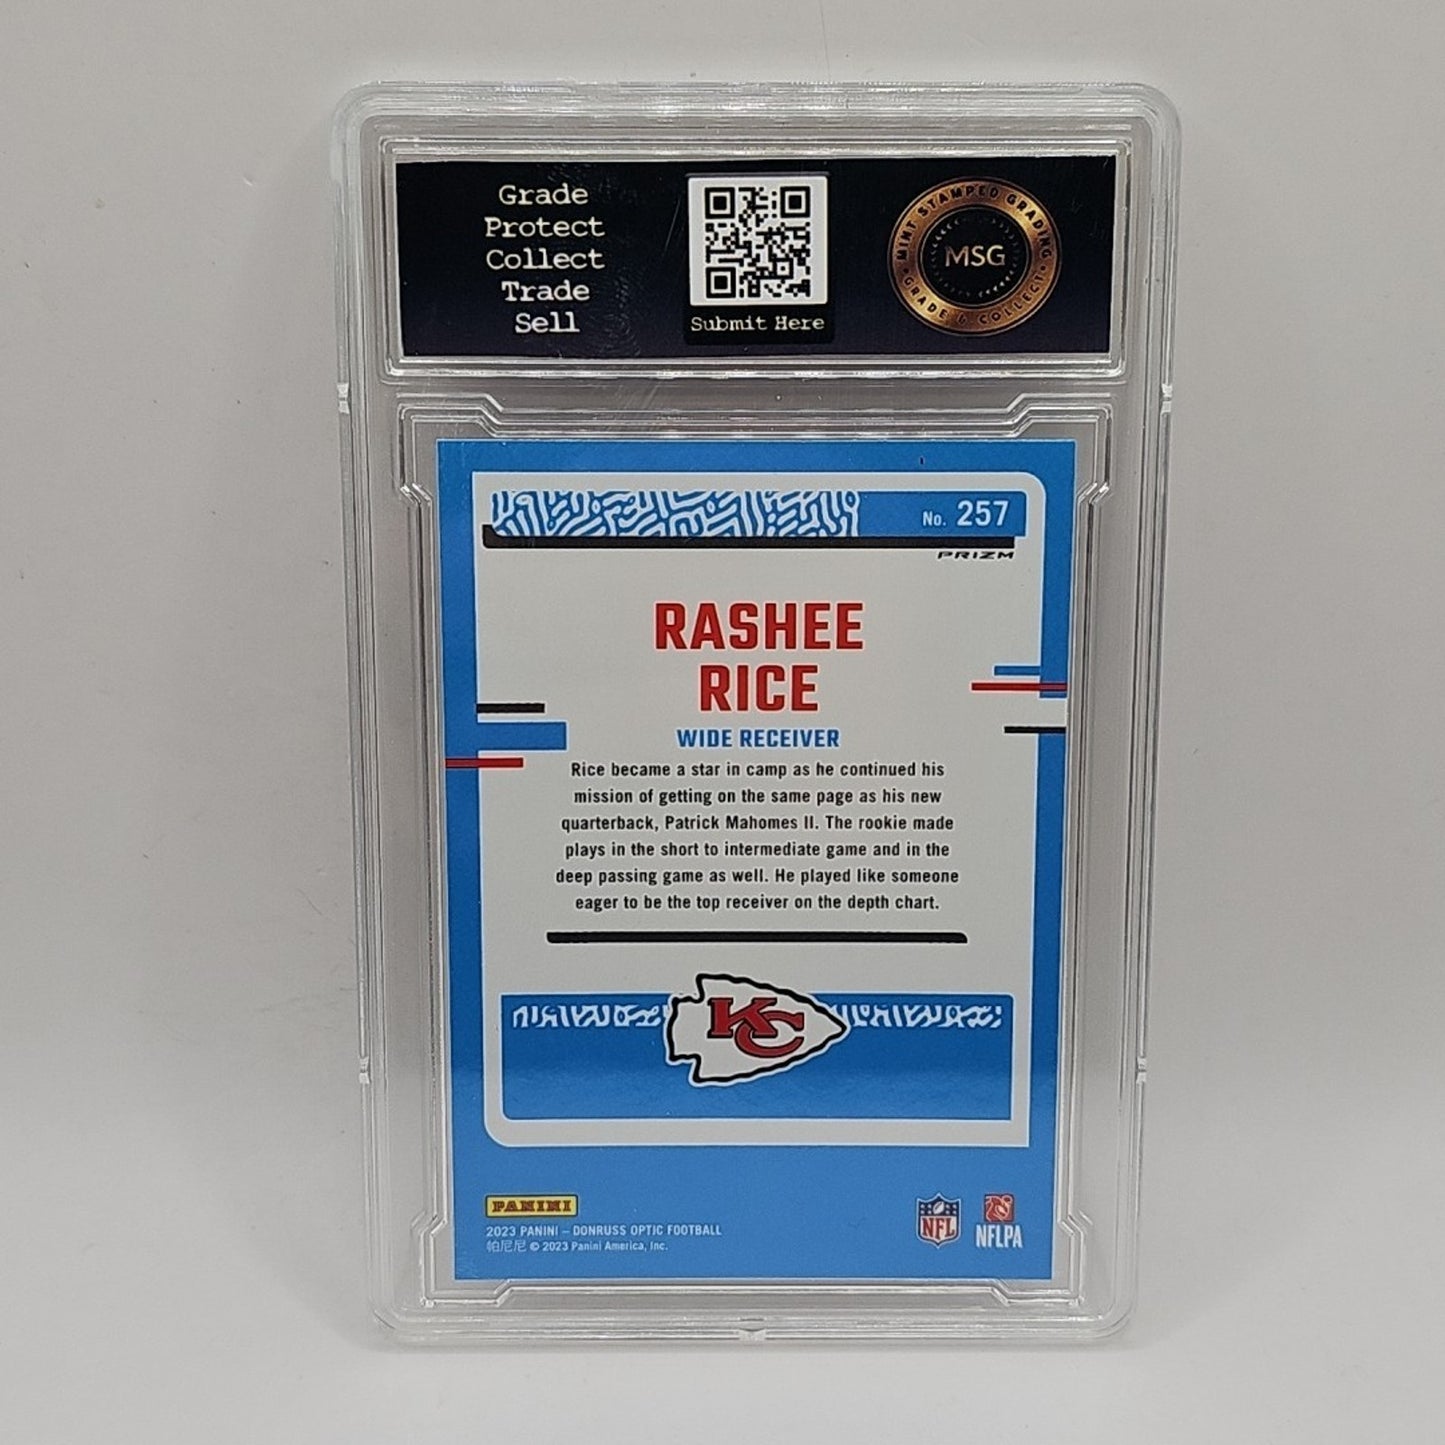 Grade
Protect
Collect
Trade
Sell
Submit Here
MINT STAMPED GRADING
MSG
GRADE & COLLECT
No. 257
PRIZM
RASHEE
RICE
WIDE RECEIVER
Rice became a star in camp as he continued his
mission of getting on the same page as his new
quarterback, Patrick Mahomes II. The rookie made
plays in the short to intermediate game and in the
deep passing game as well. He played like someone
eager to be the top receiver on the depth chart.
KC
PANINI
2023 PANINI – DONRUSS OPTIC FOOTBALL
帕尼尼 © 2023 Panini America, Inc.
NFL
NFLPA